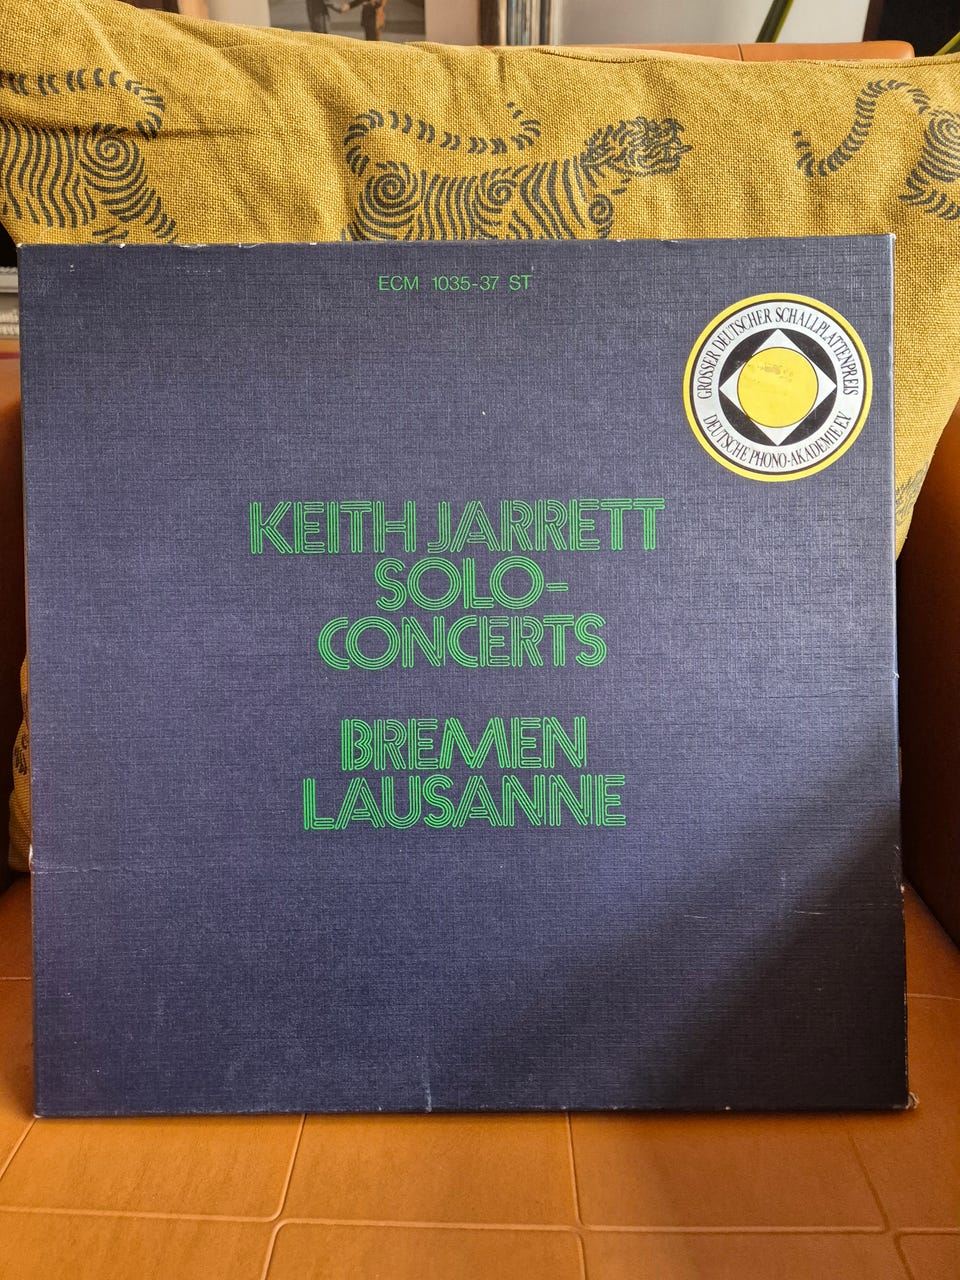 ECM 1035-37 ST
GROSSER DEUTSCHER SCHALLPLATTENPREIS
DEUTSCHE PHONO-AKADEMIE E.V.
KEITH JARRETT
SOLO-
CONCERTS
BREMEN
LAUSANNE